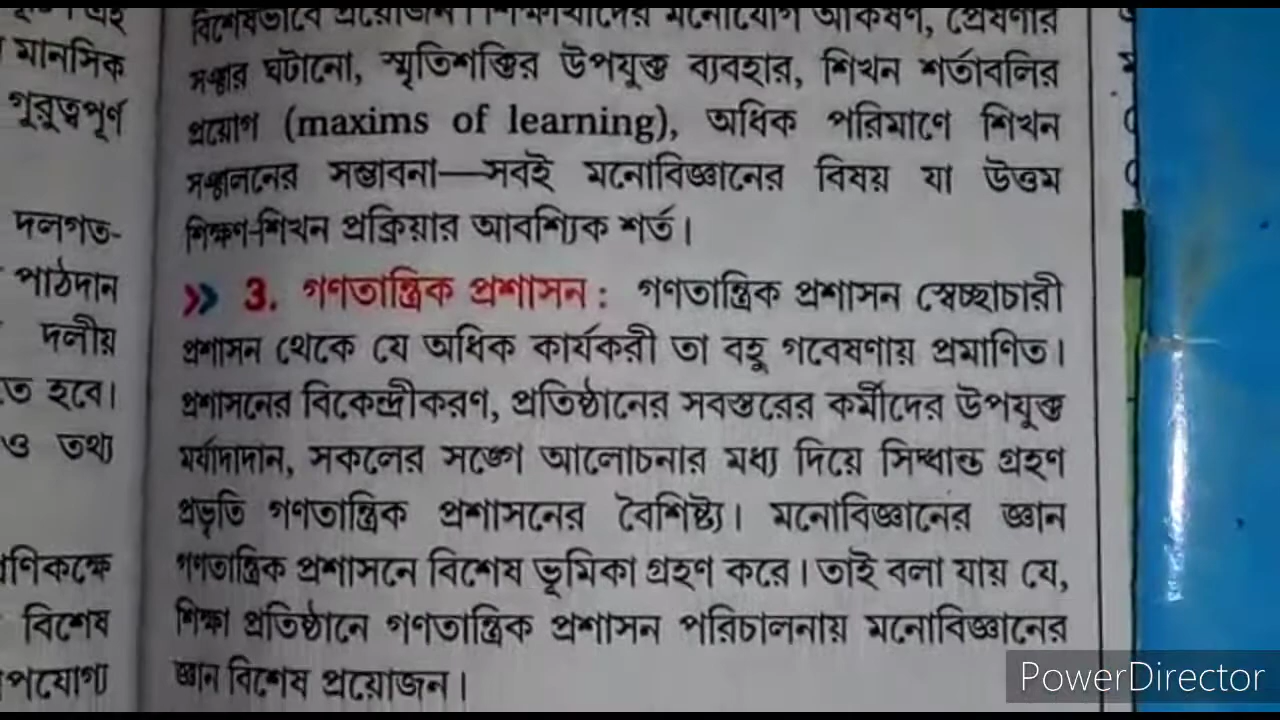 মানসিক
গুরুত্বপূর্ণ
দলগত-
পাঠদান
দলীয়
হবে।
ও তথ্য
বিশেষ
বিশেষভাবে প্রয়োজন। শিক্ষার্থীদের মনোযোগ আকর্ষণ, প্রেষণার
সঞ্চার ঘটানো, স্মৃতিশক্তির উপযুক্ত ব্যবহার, শিখন শর্তাবলির
প্রয়োগ (maxims of learning), অধিক পরিমাণে শিখন
সঞ্চালনের সম্ভাবনা—সবই মনোবিজ্ঞানের বিষয় যা উত্তম
শিক্ষণ-শিখন প্রক্রিয়ার আবশ্যিক শর্ত।
>> 3. গণতান্ত্রিক প্রশাসন : গণতান্ত্রিক প্রশাসন স্বেচ্ছাচারী
প্রশাসন থেকে যে অধিক কার্যকরী তা বহু গবেষণায় প্রমাণিত।
প্রশাসনের বিকেন্দ্রীকরণ, প্রতিষ্ঠানের সবস্তরের কর্মীদের উপযুক্ত
মর্যাদাদান, সকলের সঙ্গে আলোচনার মধ্য দিয়ে সিদ্ধান্ত গ্রহণ
প্রভৃতি গণতান্ত্রিক প্রশাসনের বৈশিষ্ট্য। মনোবিজ্ঞানের জ্ঞান
গণতান্ত্রিক প্রশাসনে বিশেষ ভূমিকা গ্রহণ করে। তাই বলা যায় যে,
শিক্ষা প্রতিষ্ঠানে গণতান্ত্রিক প্রশাসন পরিচালনায় মনোবিজ্ঞানের
জ্ঞান বিশেষ প্রয়োজন।
PowerDirector